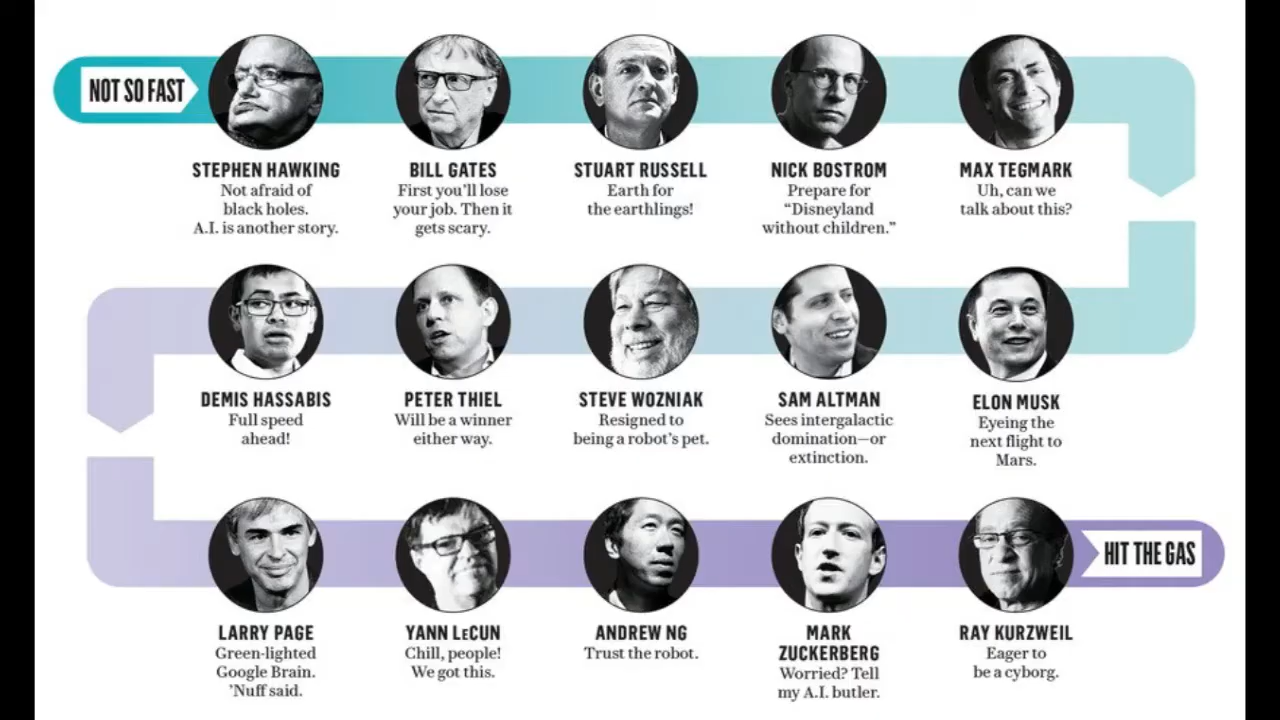 NOT SO FAST
STEPHEN HAWKING
Not afraid of
black holes.
A.I. is another story.
BILL GATES
First you'll lose
your job. Then it
gets scary.
STUART RUSSELL
Earth for
the earthlings!
NICK BOSTROM
Prepare for
“Disneyland
without children.”
MAX TEGMARK
Uh, can we
talk about this?
DEMIS HASSABIS
Full speed
ahead!
PETER THIEL
Will be a winner
either way.
STEVE WOZNIAK
Resigned to
being a robot’s pet.
SAM ALTMAN
Sees intergalactic
domination—or
extinction.
ELON MUSK
Eyeing the
next flight to
Mars.
LARRY PAGE
Green-lighted
Google Brain.
’Nuff said.
YANN LeCUN
Chill, people!
We got this.
ANDREW NG
Trust the robot.
MARK
ZUCKERBERG
Worried? Tell
my A.I. butler.
RAY KURZWEIL
Eager to
be a cyborg.
HIT THE GAS